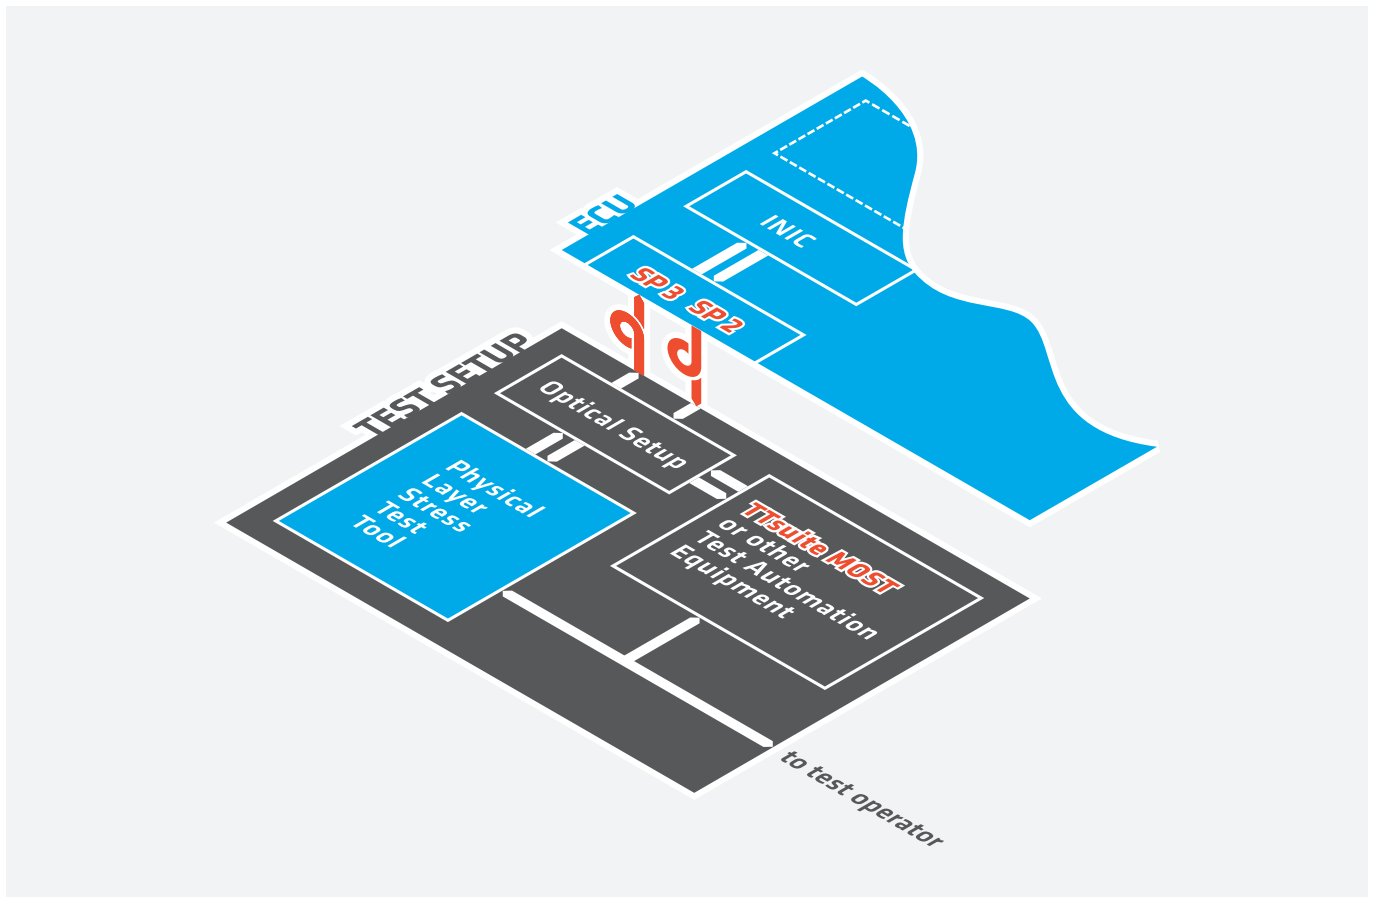 ECU
INIC
SP3 SP2
TEST SETUP
Optical Setup
Physical
Layer
Stress
Test
Tool
TTsuite MOST
or other
Test Automation
Equipment
to test operator